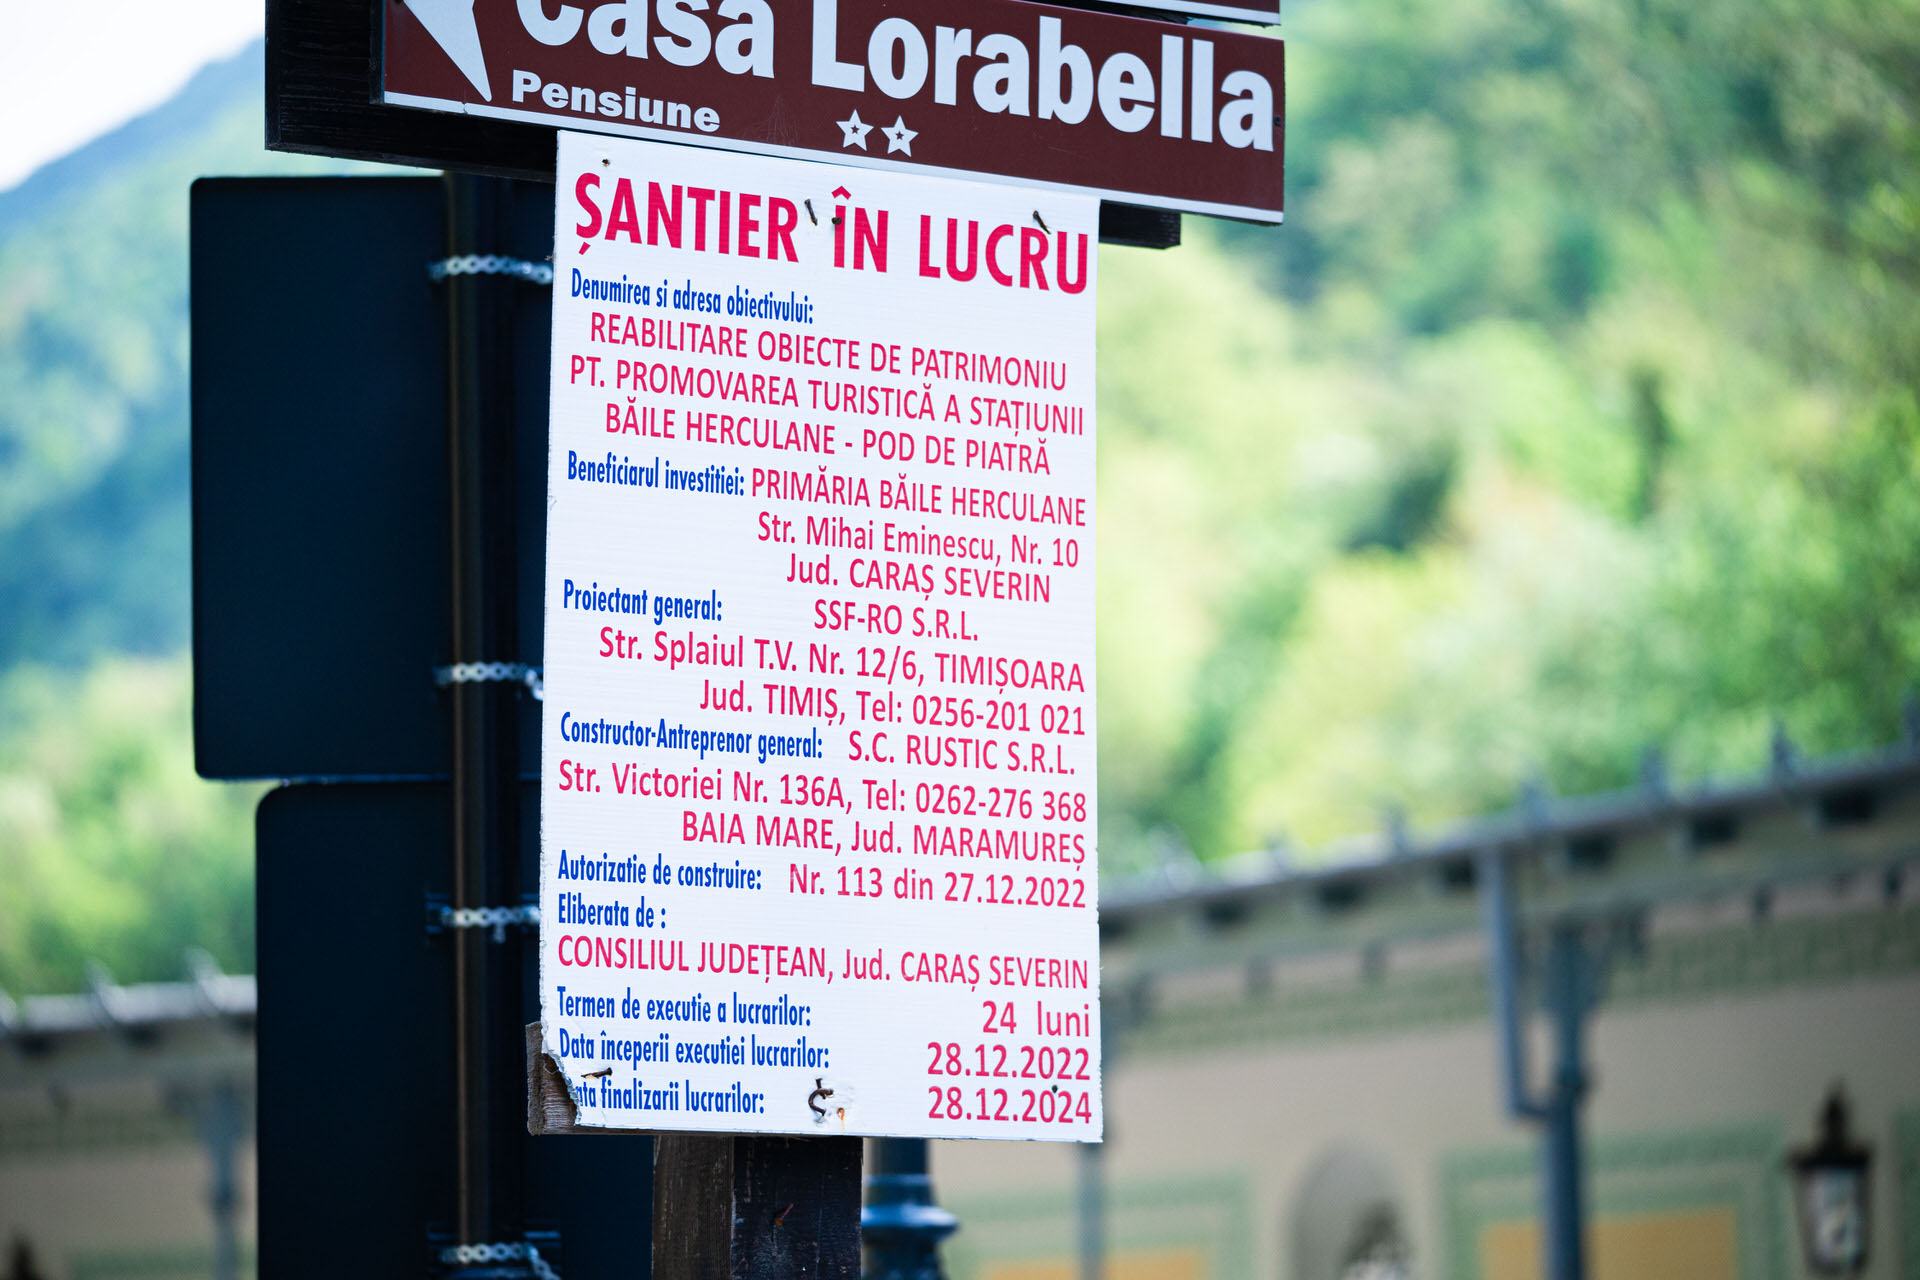 Casa Lorabella
Pensiune
ȘANTIER ÎN LUCRU
Denumirea si adresa obiectivului:
REABILITARE OBIECTE DE PATRIMONIU
PT. PROMOVAREA TURISTICĂ A STAȚIUNII
BĂILE HERCULANE - POD DE PIATRĂ
Beneficiarul investitiei: PRIMĂRIA BĂILE HERCULANE
Str. Mihai Eminescu, Nr. 10
Jud. CARAȘ SEVERIN
Proiectant general: SSF-RO S.R.L.
Str. Splaiul T.V. Nr. 12/6, TIMIȘOARA
Jud. TIMIȘ, Tel: 0256-201 021
Constructor-Antreprenor general: S.C. RUSTIC S.R.L.
Str. Victoriei Nr. 136A, Tel: 0262-276 368
BAIA MARE, Jud. MARAMUREȘ
Autorizatie de construire: Nr. 113 din 27.12.2022
Eliberata de :
CONSILIUL JUDEȚEAN, Jud. CARAȘ SEVERIN
Termen de executie a lucrarilor: 24 luni
Data începerii executiei lucrarilor: 28.12.2022
ata finalizarii lucrarilor: 28.12.2024